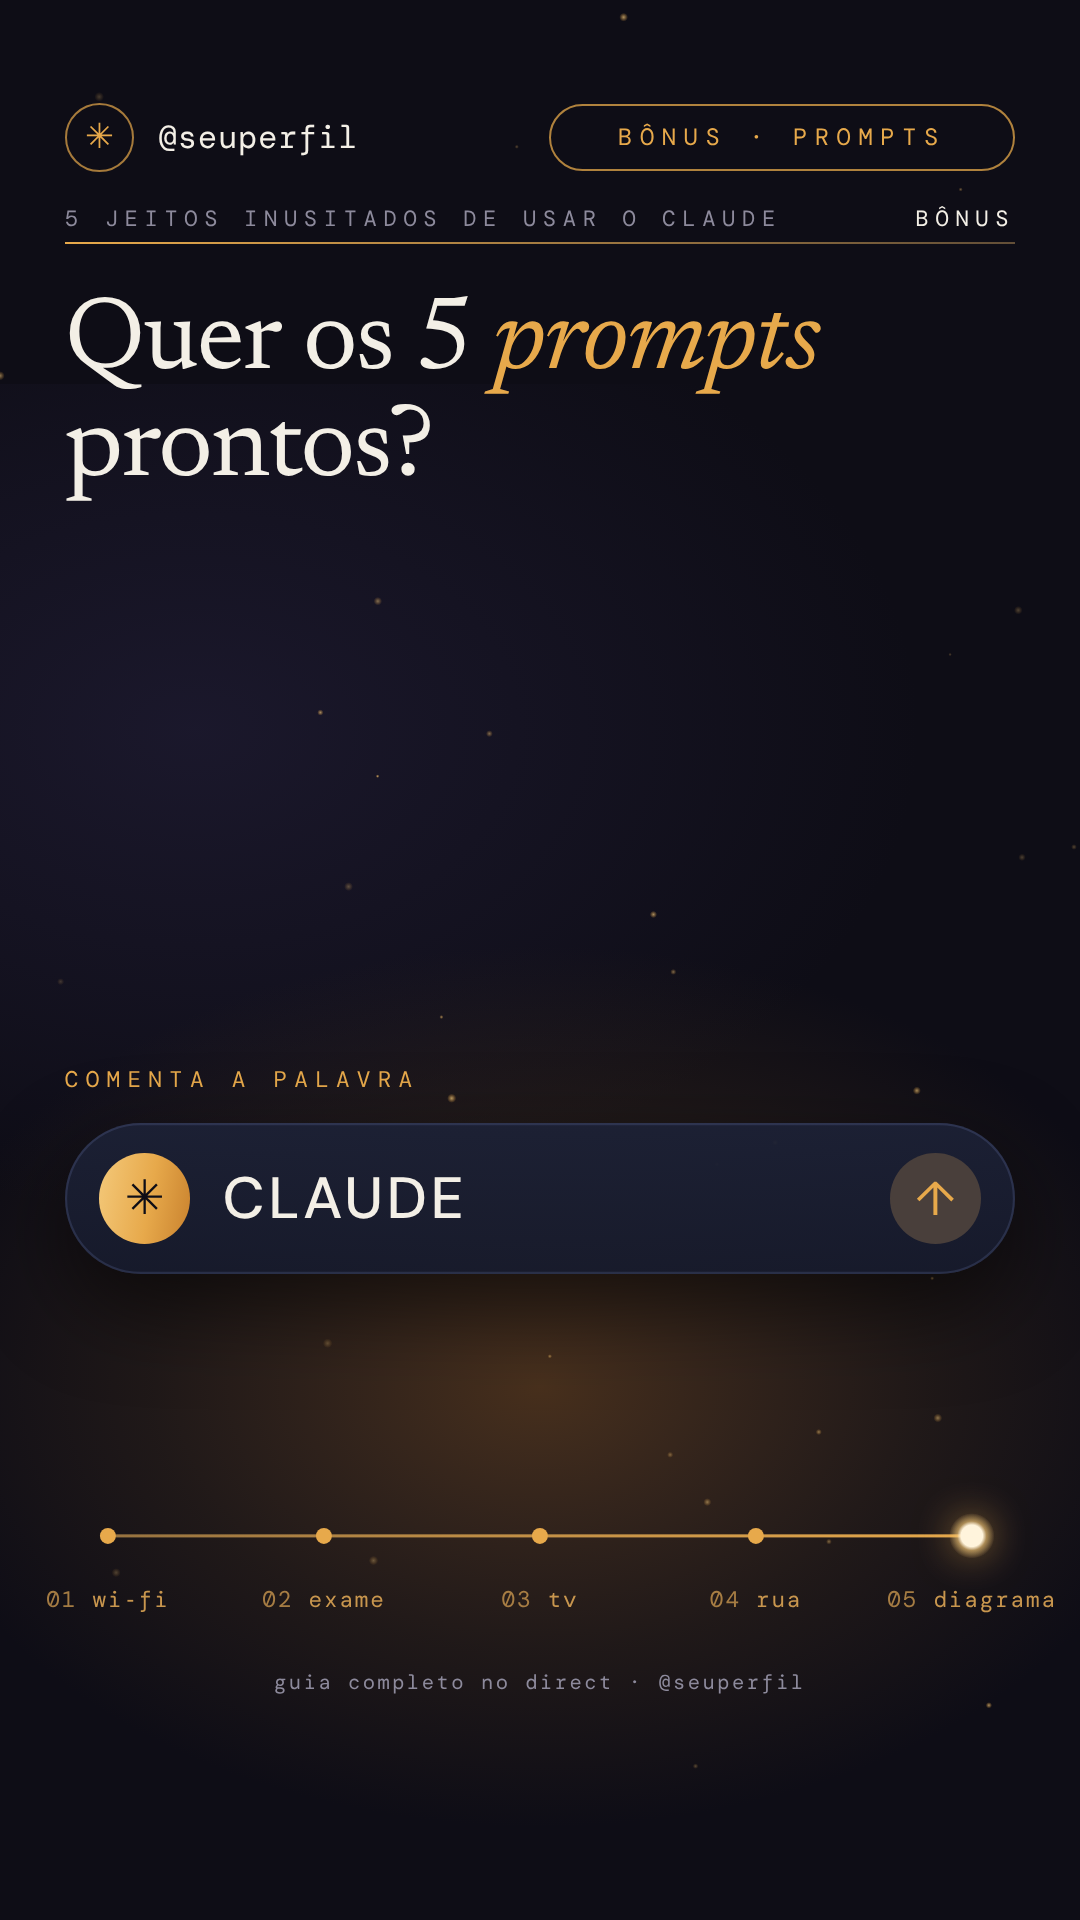 @seuperfil
BÔNUS · PROMPTS
5 JEITOS INUSITADOS DE USAR O CLAUDE
BÔNUS
Quer os 5 prompts
prontos?
COMENTA A PALAVRA
CLAUDE
01 wi-fi
02 exame
03 tv
04 rua
05 diagrama
guia completo no direct · @seuperfil